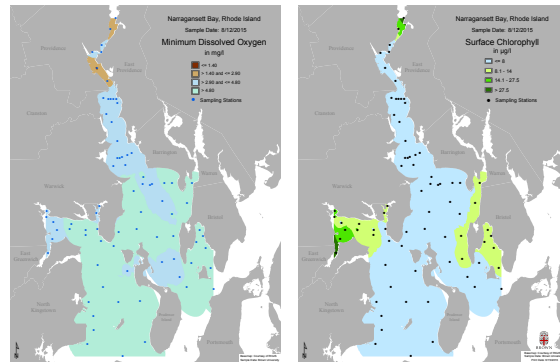 Narragansett Bay, Rhode Island
Sample Date: 8/12/2015
Minimum Dissolved Oxygen
in mg/l
<= 1.40
> 1.40 and <= 2.90
> 2.90 and <= 4.80
> 4.80
Sampling Stations
Providence
East
Providence
Cranston
Barrington
Warren
Warwick
Bristol
East
Greenwich
North
Kingstown
Portsmouth
Narragansett Bay, Rhode Island
Sample Date: 8/12/2015
Surface Chlorophyll
in µg/l
<= 8
8.1 - 14
14.1 - 27.5
> 27.5
Sampling Stations
Providence
East
Providence
Cranston
Barrington
Warren
Warwick
Bristol
East
Greenwich
North
Kingstown
Portsmouth
BROWN